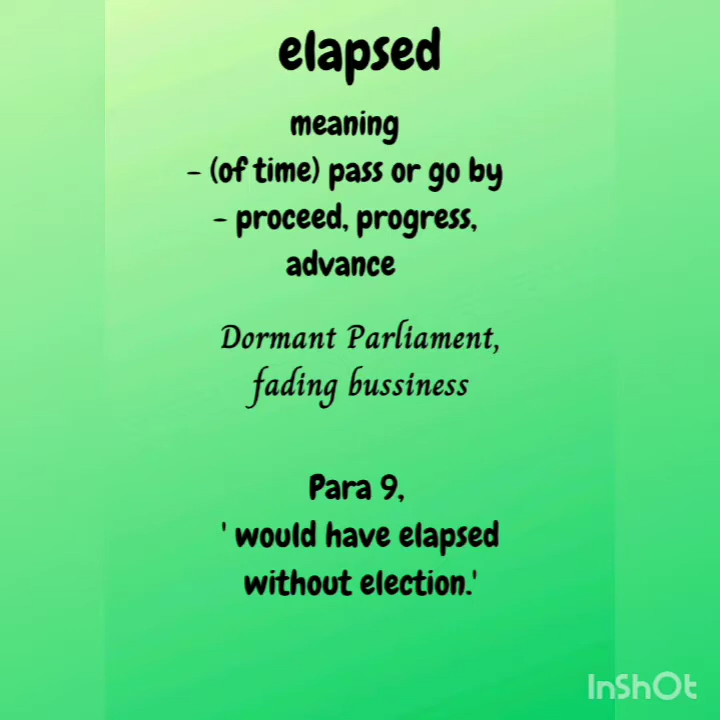 elapsed
meaning
- (of time) pass or go by
- proceed, progress,
advance
Dormant Parliament,
fading bussiness
Para 9,
' would have elapsed
without election.'
InShOt